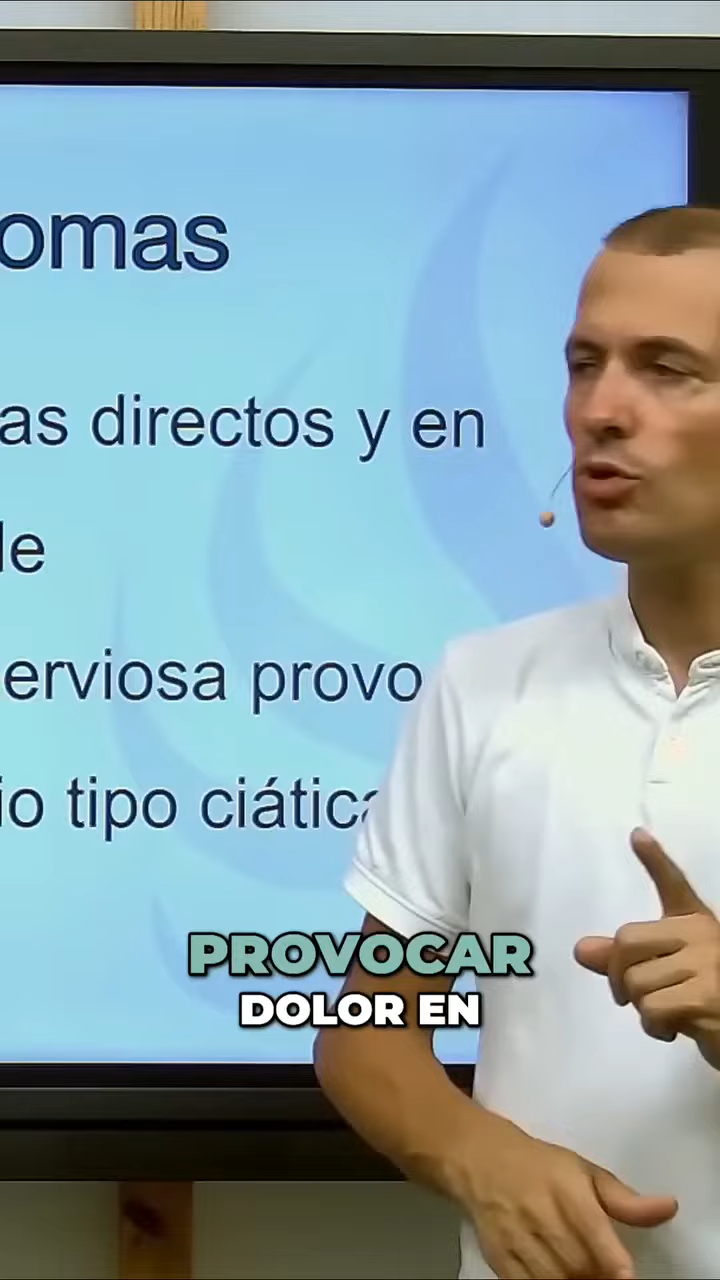 omas
as directos y en
le
erviosa provo
io tipo ciática
PROVOCAR
DOLOR EN